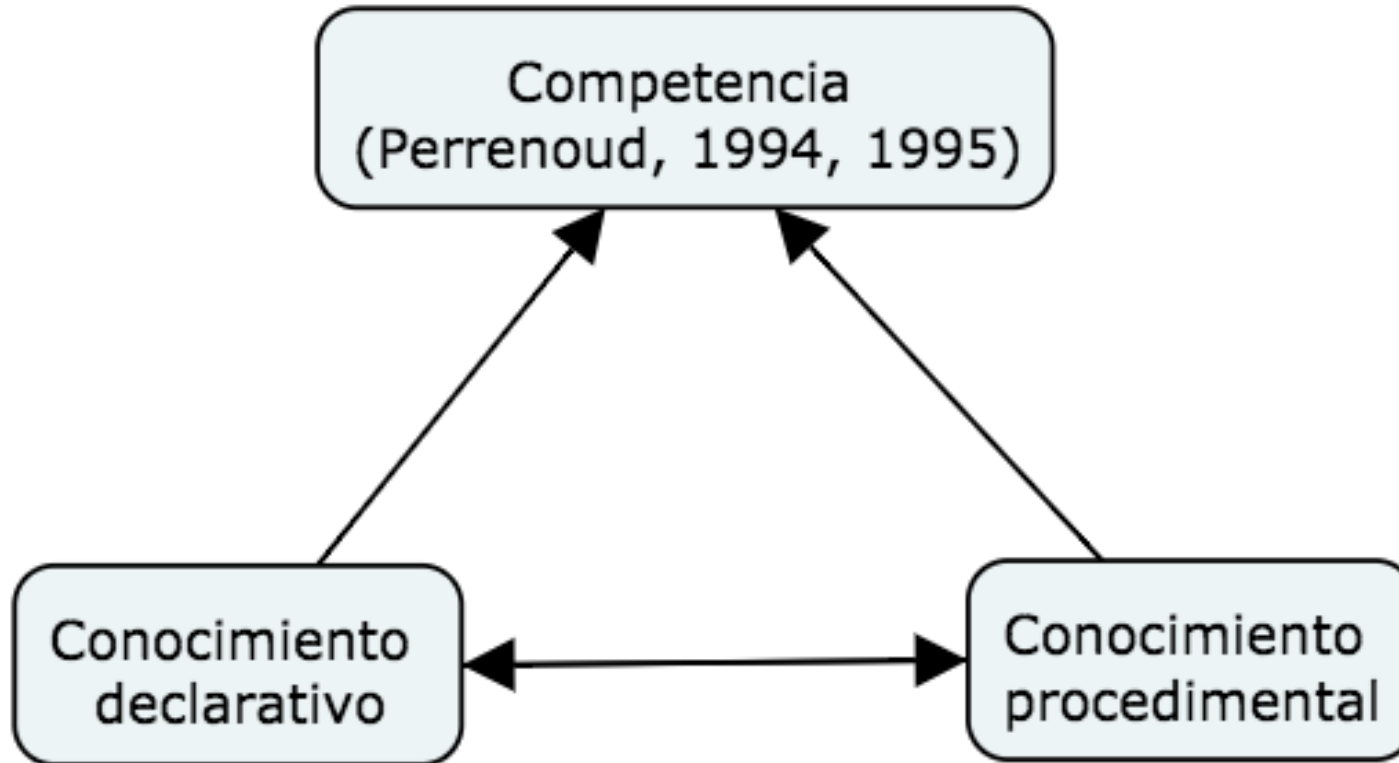 Competencia
(Perrenoud, 1994, 1995)
Conocimiento
declarativo
Conocimiento
procedimental